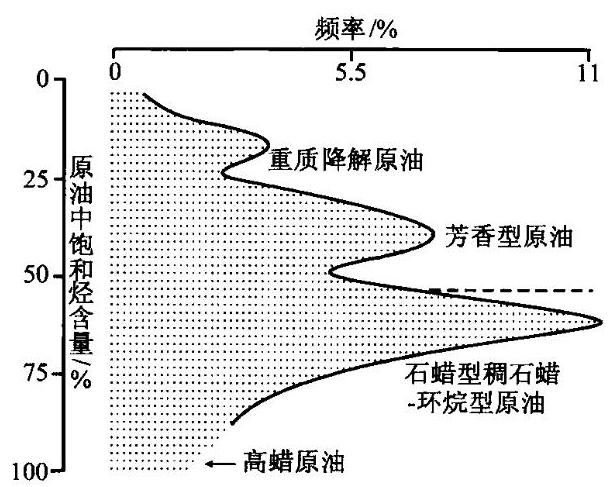 频率/%
0
5.5
11
0
25
50
75
100
原油中饱和烃含量/%
重质降解原油
芳香型原油
石蜡型稠石蜡
-环烷型原油
高蜡原油